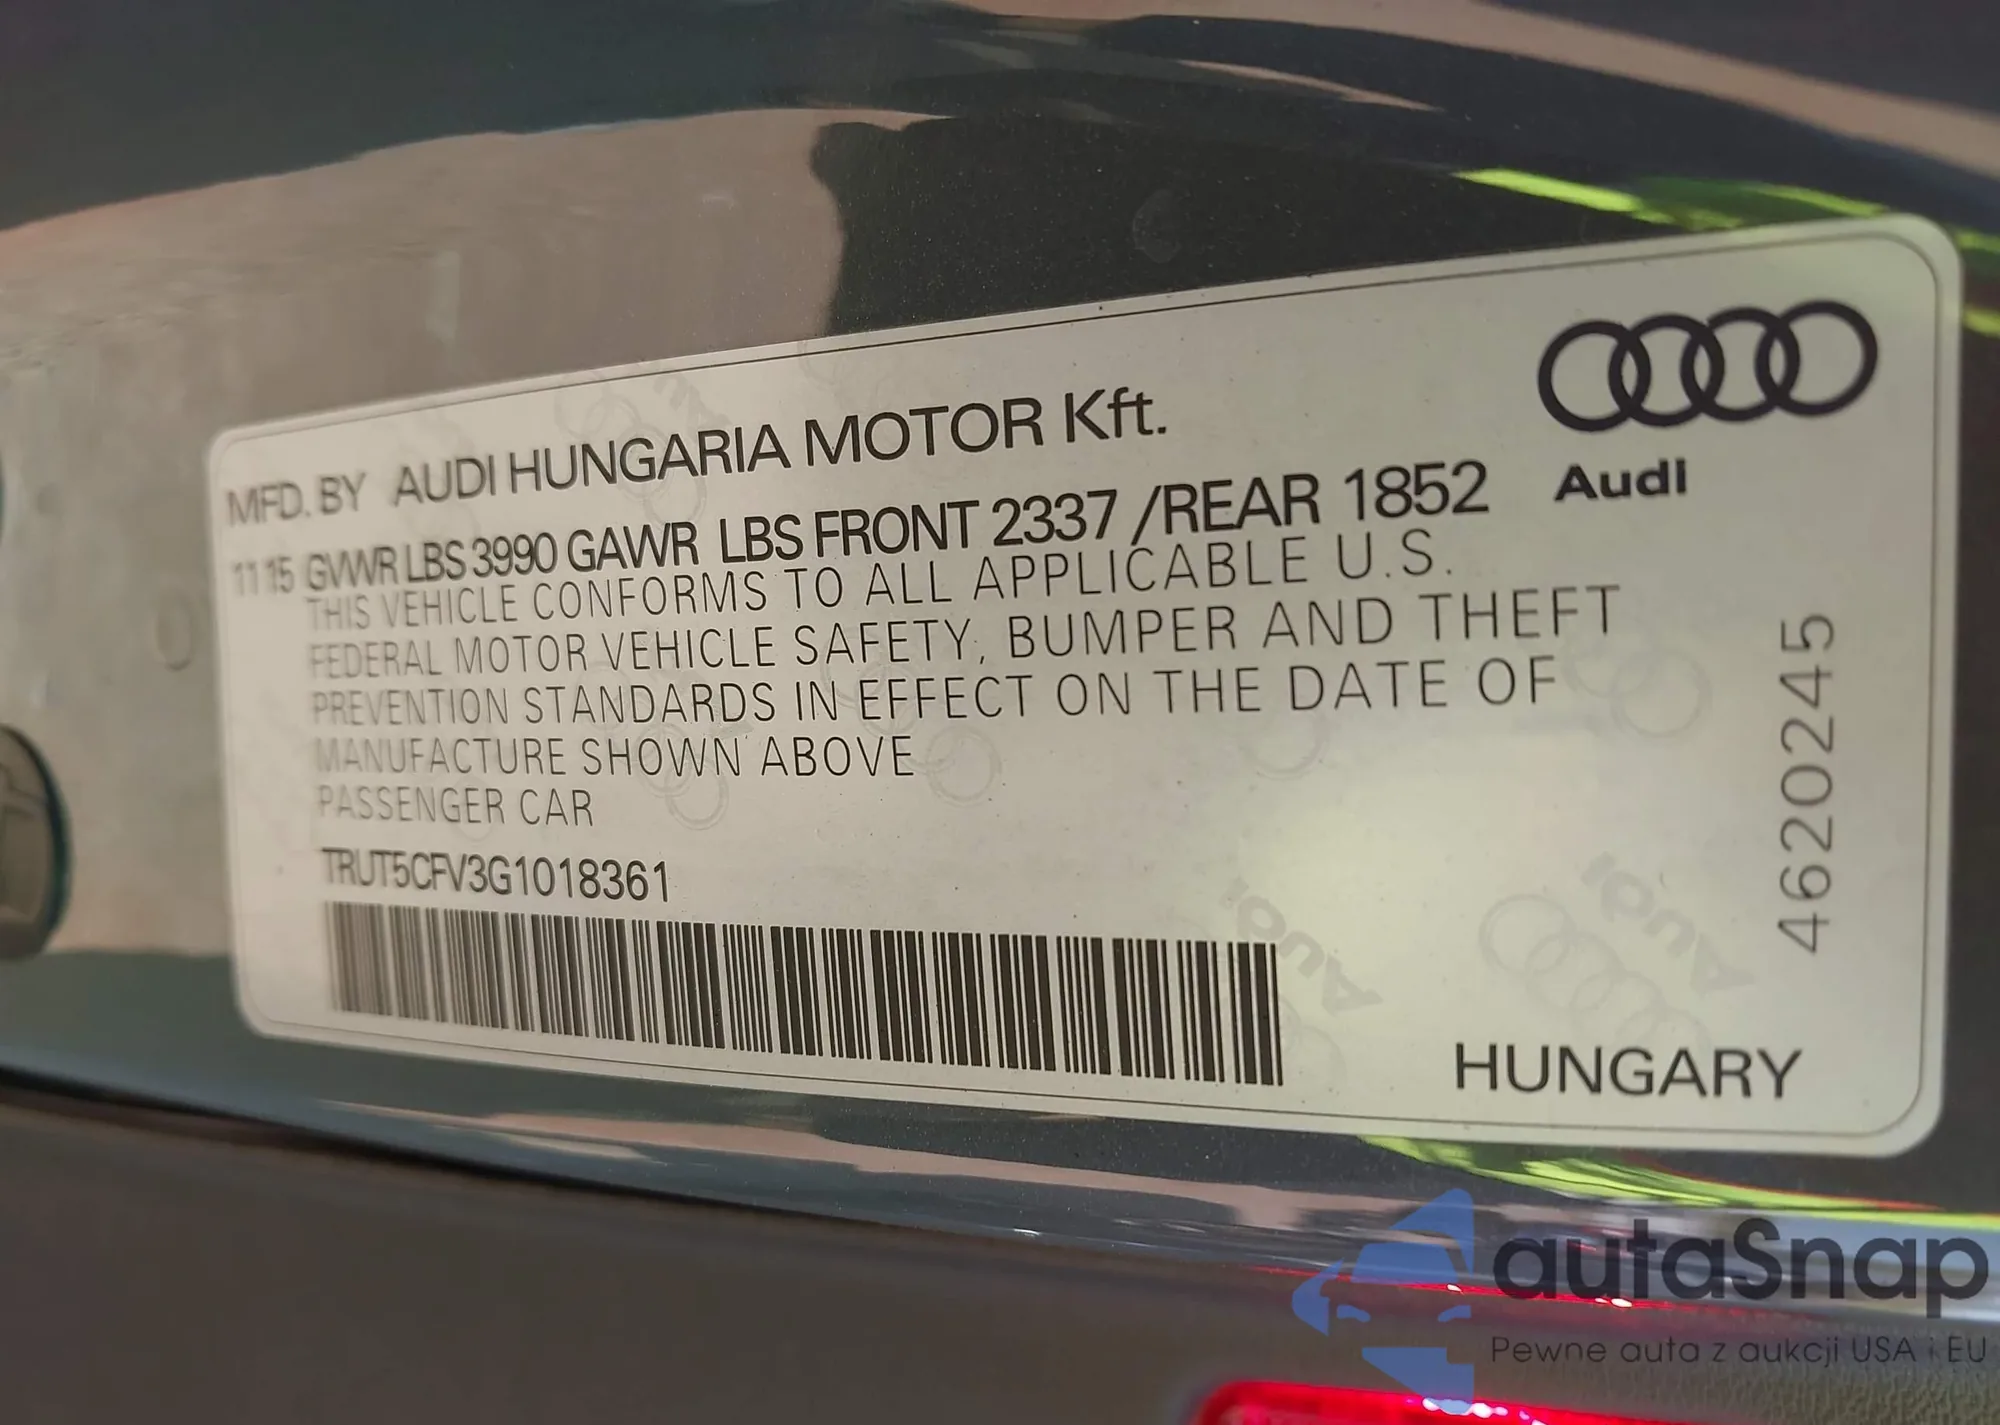 MFD. BY AUDI HUNGARIA MOTOR Kft.
11 15 GVWR LBS 3990 GAWR LBS FRONT 2337 /REAR 1852
Audi
THIS VEHICLE CONFORMS TO ALL APPLICABLE U.S.
FEDERAL MOTOR VEHICLE SAFETY, BUMPER AND THEFT
PREVENTION STANDARDS IN EFFECT ON THE DATE OF
MANUFACTURE SHOWN ABOVE
PASSENGER CAR
TRUT5CFV3G1018361
4620245
Audi
Audi
HUNGARY
autaSnap
Pewne auta z aukcji USA i EU